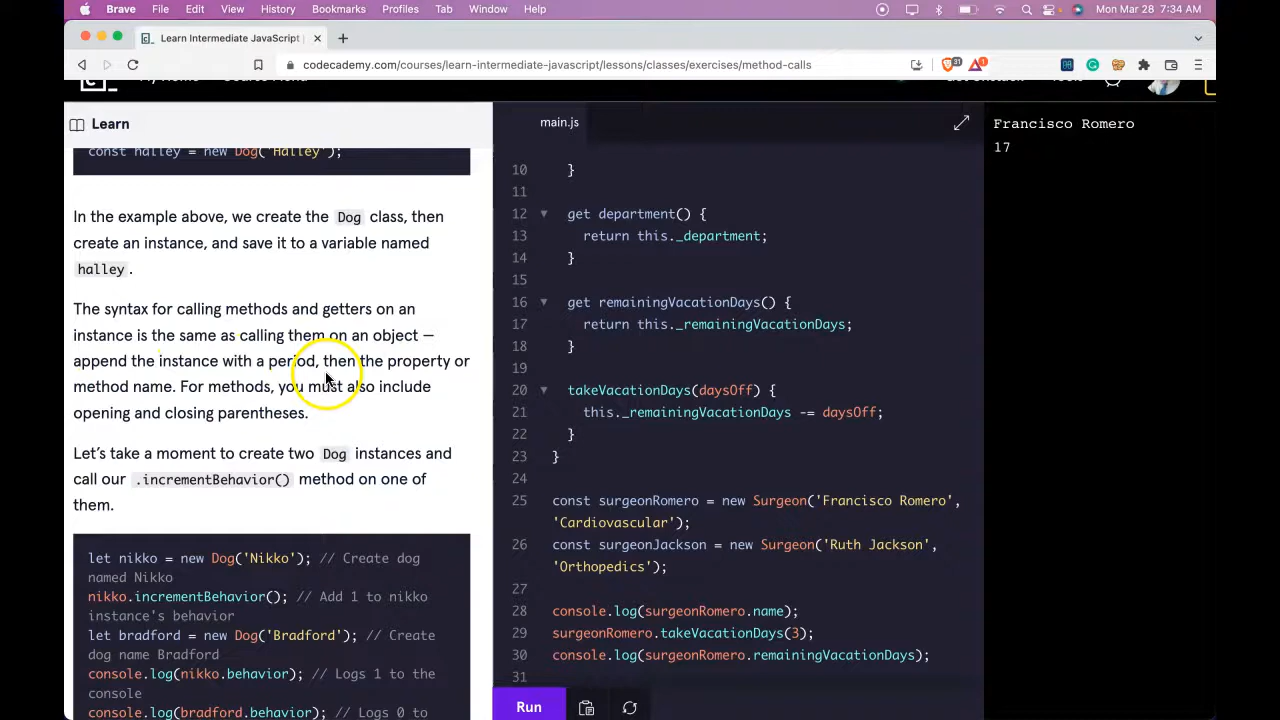 Brave File Edit View History Bookmarks Profiles Tab Window Help Mon Mar 28 7:34 AM
Learn Intermediate JavaScript |
codecademy.com/courses/learn-intermediate-javascript/lessons/classes/exercises/method-calls
31
1
Learn
const halley = new Dog('Halley');
In the example above, we create the Dog class, then
create an instance, and save it to a variable named
halley.
The syntax for calling methods and getters on an
instance is the same as calling them on an object —
append the instance with a period, then the property or
method name. For methods, you must also include
opening and closing parentheses.
Let's take a moment to create two Dog instances and
call our .incrementBehavior() method on one of
them.
let nikko = new Dog('Nikko'); // Create dog
named Nikko
nikko.incrementBehavior(); // Add 1 to nikko
instance's behavior
let bradford = new Dog('Bradford'); // Create
dog name Bradford
console.log(nikko.behavior); // Logs 1 to the
console
console.log(bradford.behavior); // Logs 0 to
main.js
10 }
11
12 get department() {
13 return this._department;
14 }
15
16 get remainingVacationDays() {
17 return this._remainingVacationDays;
18 }
19
20 takeVacationDays(daysOff) {
21 this._remainingVacationDays -= daysOff;
22 }
23 }
24
25 const surgeonRomero = new Surgeon('Francisco Romero',
'Cardiovascular');
26 const surgeonJackson = new Surgeon('Ruth Jackson',
'Orthopedics');
27
28 console.log(surgeonRomero.name);
29 surgeonRomero.takeVacationDays(3);
30 console.log(surgeonRomero.remainingVacationDays);
31
Run
Francisco Romero
17